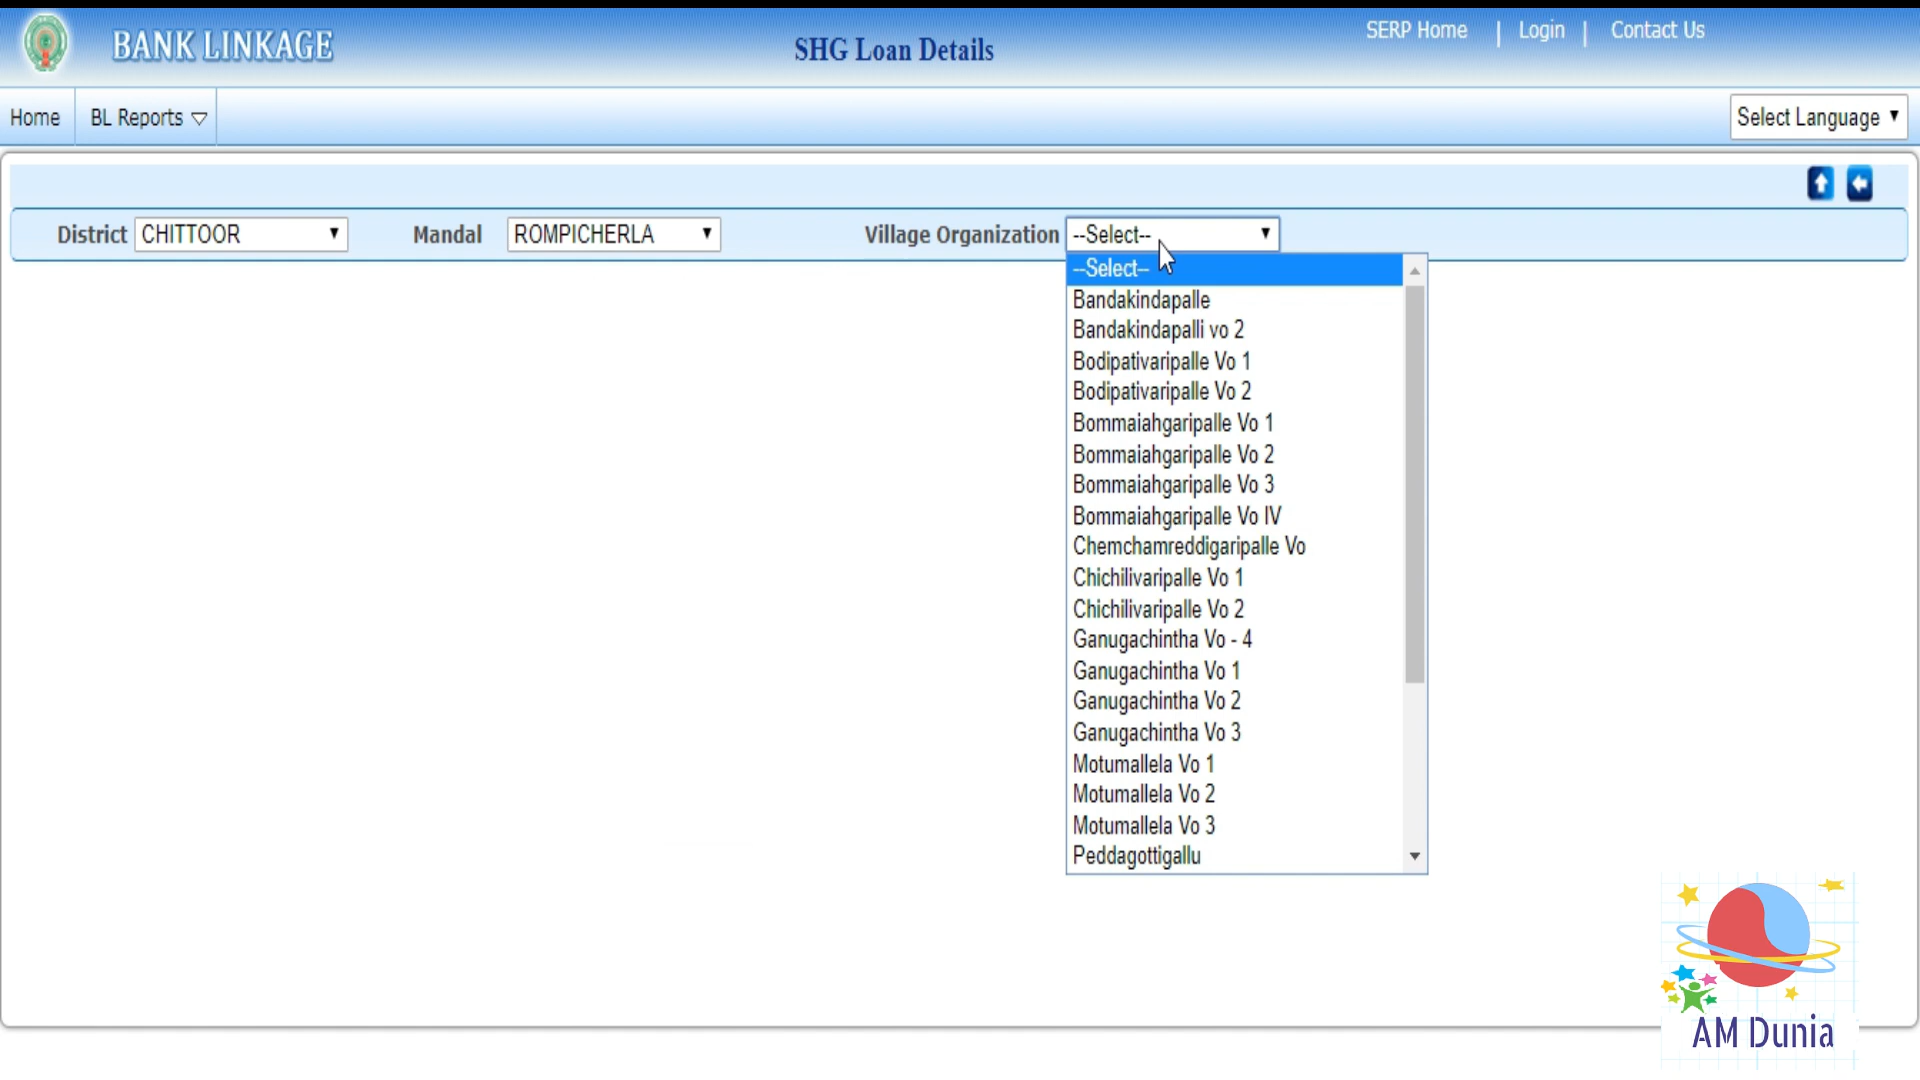 BANK LINKAGE
SHG Loan Details
SERP Home | Login | Contact Us
Home BL Reports
Select Language
District CHITTOOR Mandal ROMPICHERLA Village Organization --Select--
--Select--
Bandakindapalle
Bandakindapalli vo 2
Bodipativaripalle Vo 1
Bodipativaripalle Vo 2
Bommaiahgaripalle Vo 1
Bommaiahgaripalle Vo 2
Bommaiahgaripalle Vo 3
Bommaiahgaripalle Vo IV
Chemchamreddigaripalle Vo
Chichilivaripalle Vo 1
Chichilivaripalle Vo 2
Ganugachintha Vo - 4
Ganugachintha Vo 1
Ganugachintha Vo 2
Ganugachintha Vo 3
Motumallela Vo 1
Motumallela Vo 2
Motumallela Vo 3
Peddagottigallu
AM Dunia